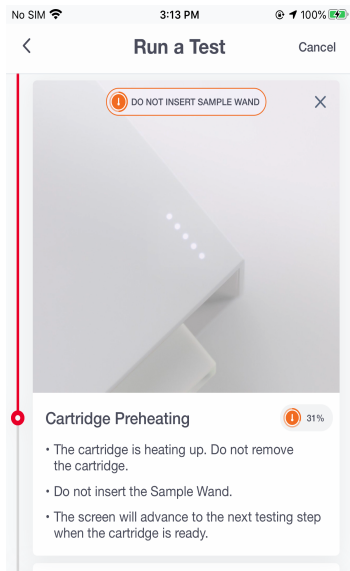 No SIM 3:13 PM 100%
Run a Test Cancel
DO NOT INSERT SAMPLE WAND
Cartridge Preheating 31%
• The cartridge is heating up. Do not remove
the cartridge.
• Do not insert the Sample Wand.
• The screen will advance to the next testing step
when the cartridge is ready.